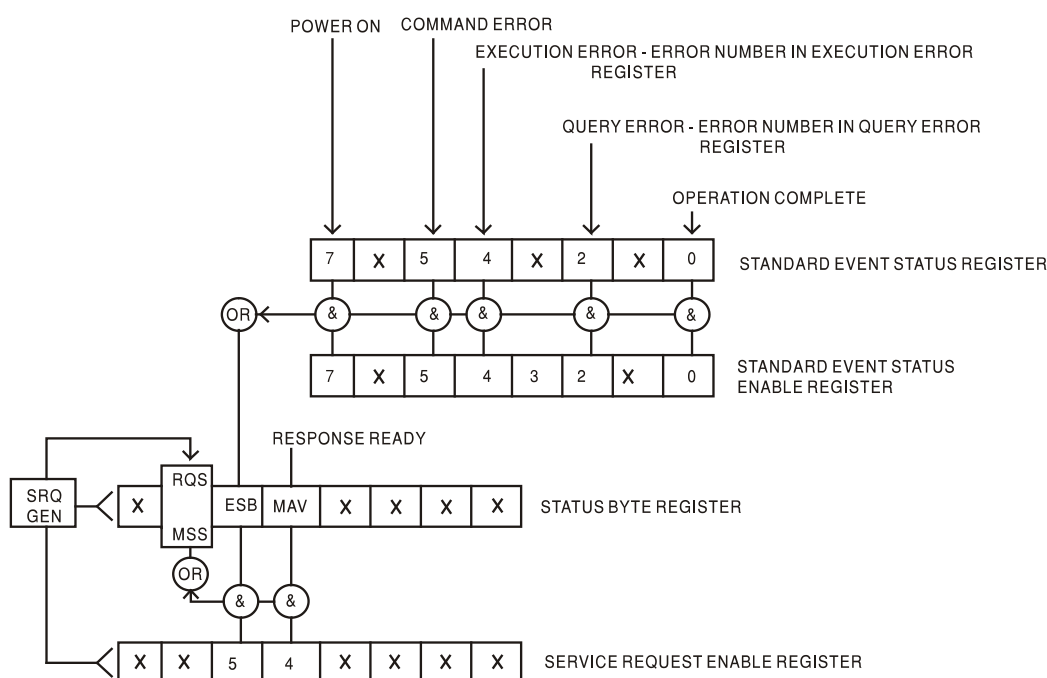 POWER ON
COMMAND ERROR
EXECUTION ERROR - ERROR NUMBER IN EXECUTION ERROR
REGISTER
QUERY ERROR - ERROR NUMBER IN QUERY ERROR
REGISTER
OPERATION COMPLETE
7 X 5 4 X 2 X 0
STANDARD EVENT STATUS REGISTER
OR & & & & &
7 X 5 4 3 2 X 0
STANDARD EVENT STATUS
ENABLE REGISTER
RESPONSE READY
SRQ
GEN
X RQS MSS ESB MAV X X X X
STATUS BYTE REGISTER
OR
& &
X X 5 4 X X X X
SERVICE REQUEST ENABLE REGISTER